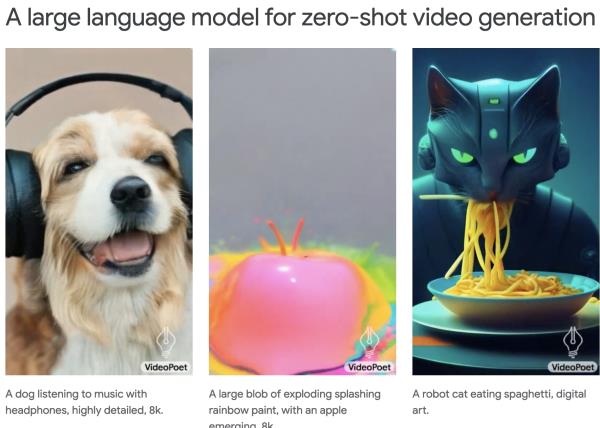 A large language model for zero-shot video generation
VideoPoet
VideoPoet
VideoPoet
A dog listening to music with
headphones, highly detailed, 8k.
A large blob of exploding splashing
rainbow paint, with an apple
emerging, 8k
A robot cat eating spaghetti, digital
art.